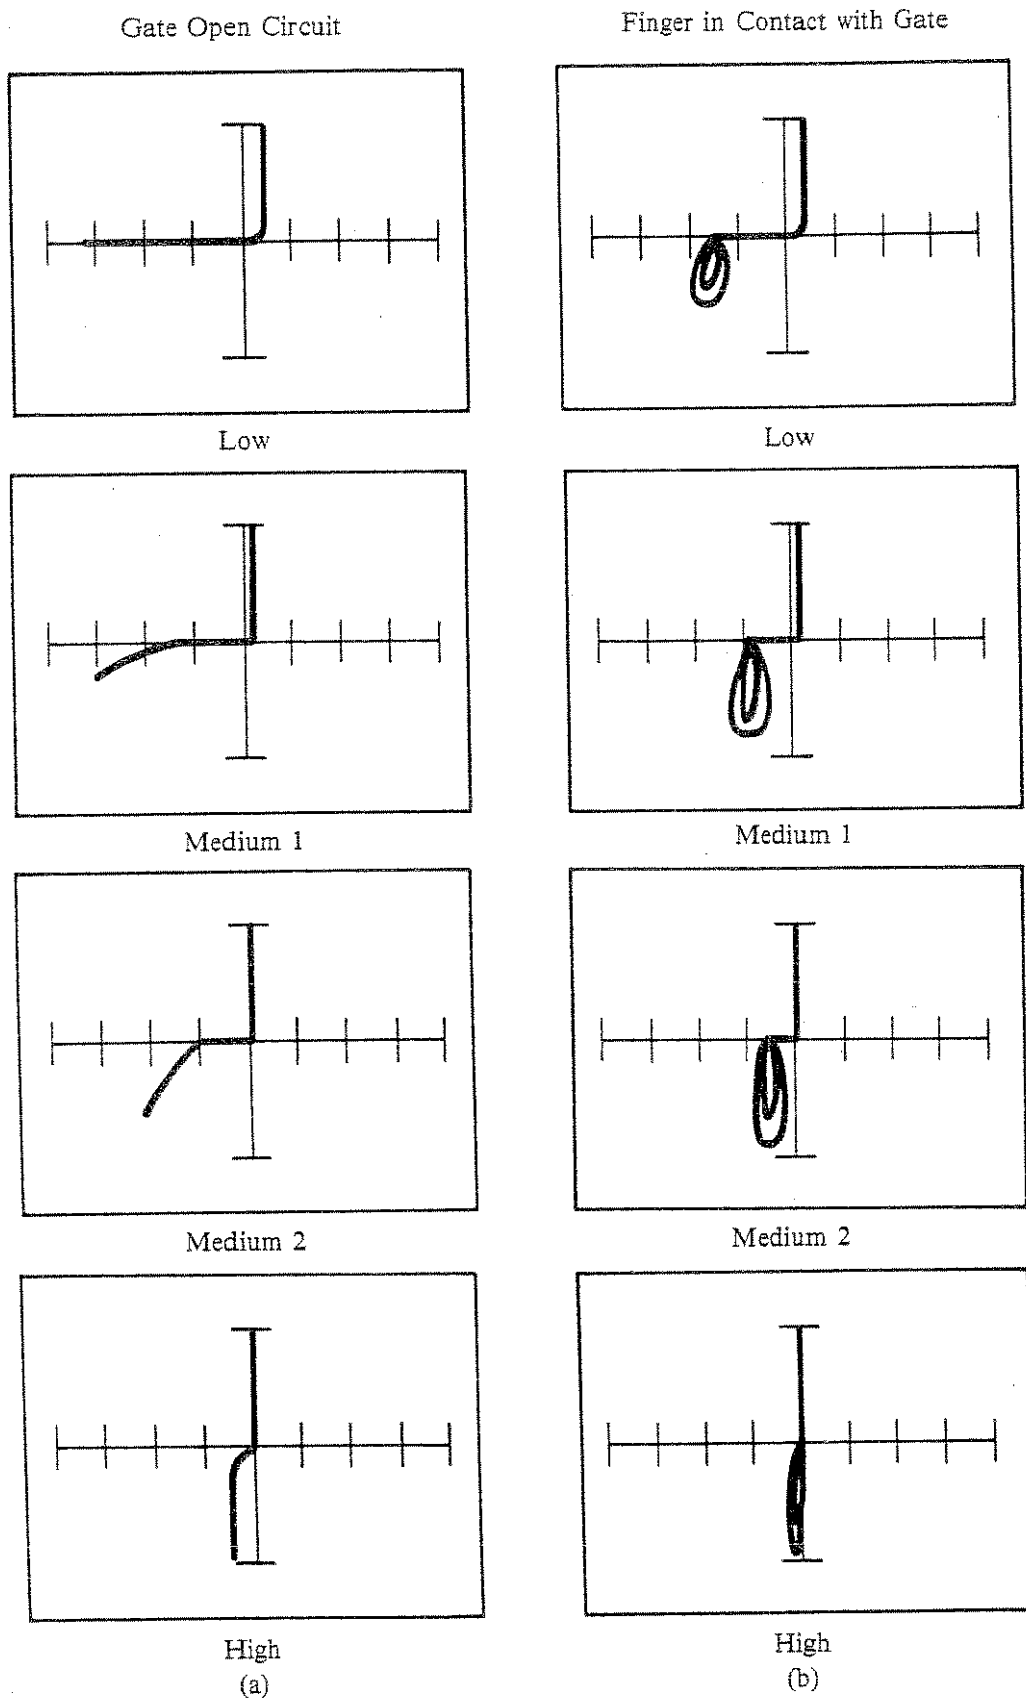 Gate Open Circuit
Finger in Contact with Gate
Low
Low
Medium 1
Medium 1
Medium 2
Medium 2
High
High
(a)
(b)